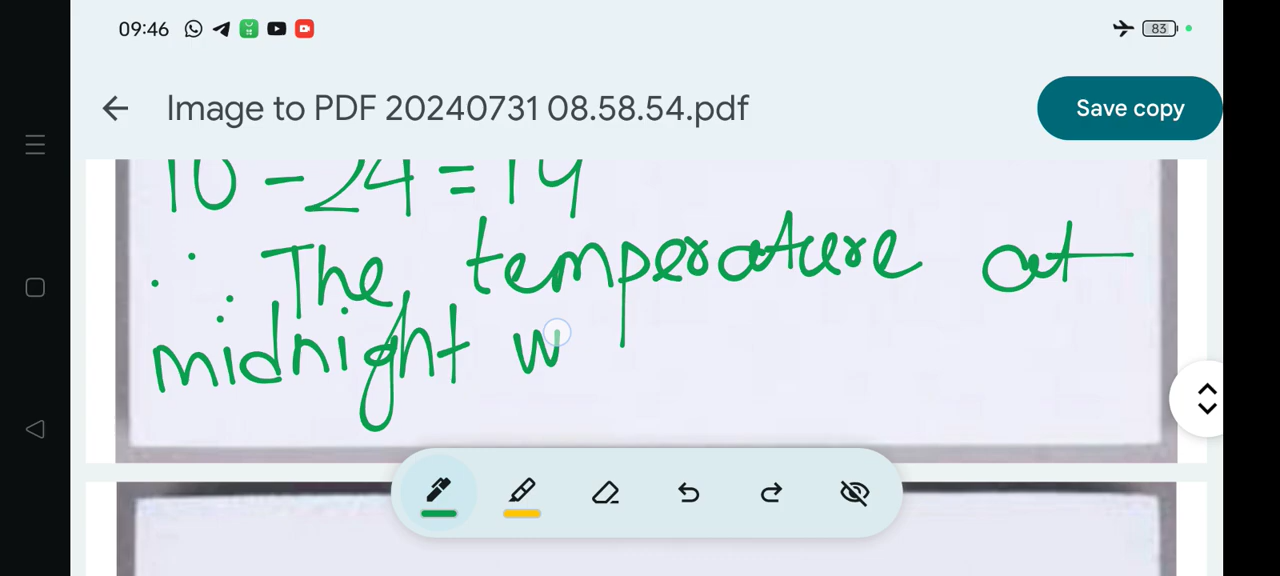 09:46 83
Image to PDF 20240731 08.58.54.pdf
Save copy
10-24=14
∴ The temperature at
midnight w